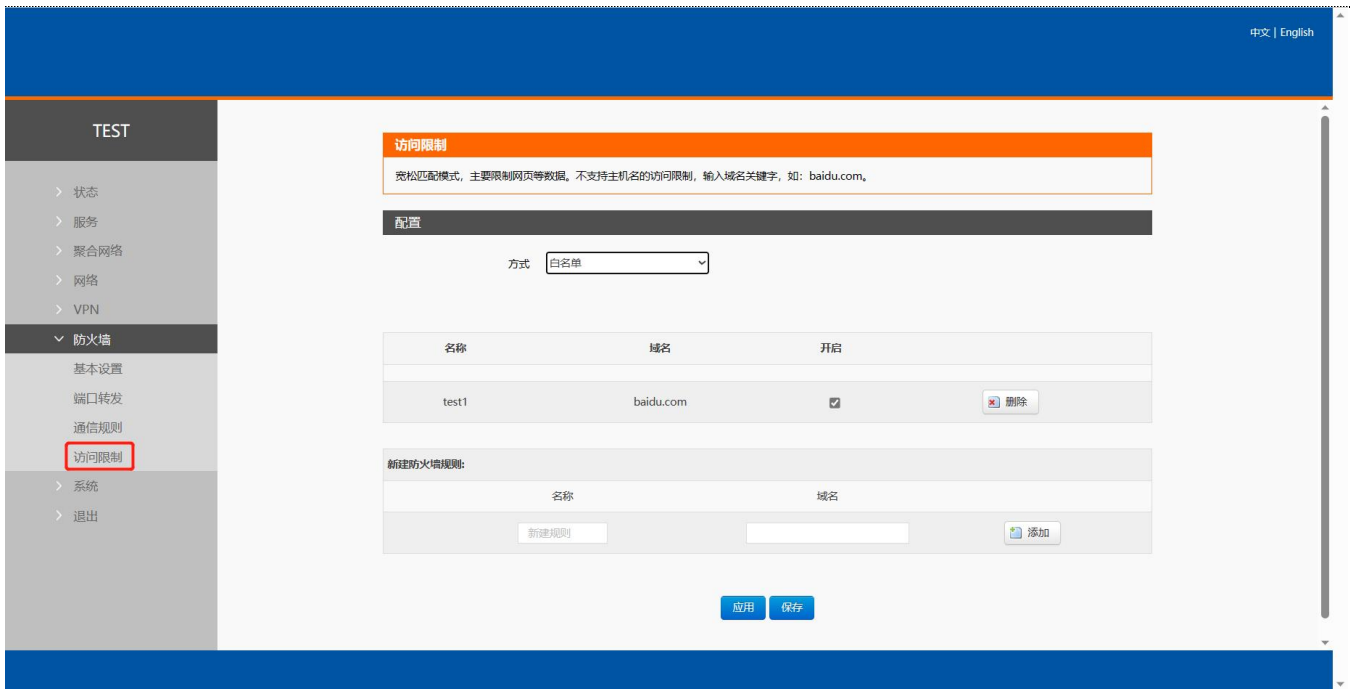 中文 | English
TEST
状态
服务
聚合网络
网络
VPN
防火墙
基本设置
端口转发
通信规则
访问限制
系统
退出
访问限制
宽松匹配模式，主要限制网页等数据。不支持主机名的访问限制，输入域名关键字，如：baidu.com。
配置
方式 白名单
名称 域名 开启
test1 baidu.com 删除
新建防火墙规则:
名称 域名
新建规则 添加
应用 保存